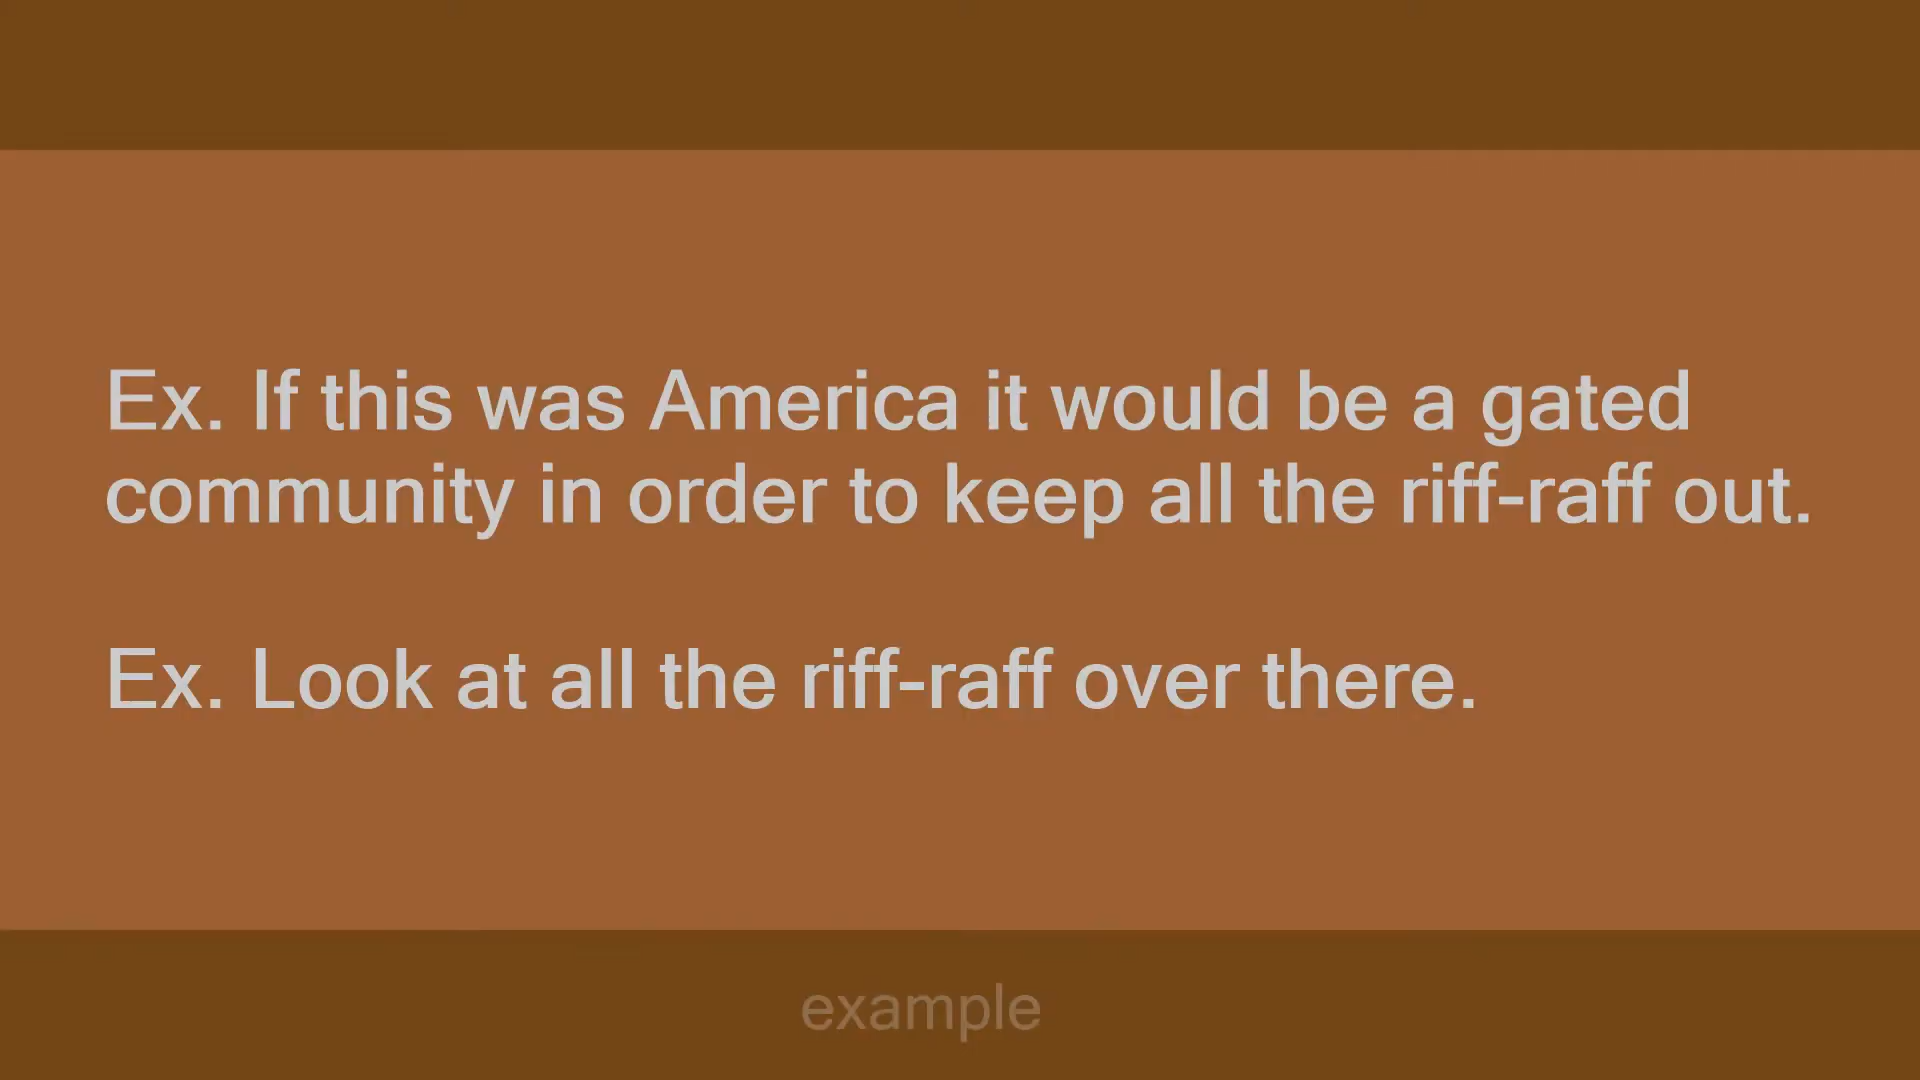 Ex. If this was America it would be a gated
community in order to keep all the riff-raff out.
Ex. Look at all the riff-raff over there.
example